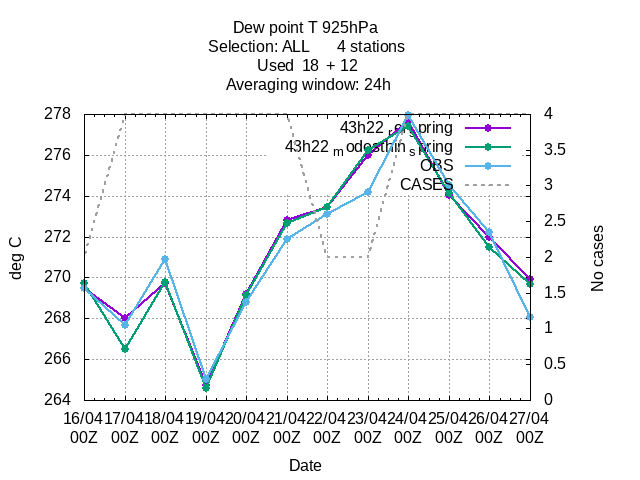 Dew point T 925hPa
Selection: ALL 4 stations
Used 18 + 12
Averaging window: 24h
278
276
274
272
270
268
266
264
deg C
4
3.5
3
2.5
2
1.5
1
0.5
0
No cases
43h22
43h22 modesthin spring
OBS
CASES
16/04 17/04 18/04 19/04 20/04 21/04 22/04 23/04 24/04 25/04 26/04 27/04
00Z 00Z 00Z 00Z 00Z 00Z 00Z 00Z 00Z 00Z 00Z 00Z
Date